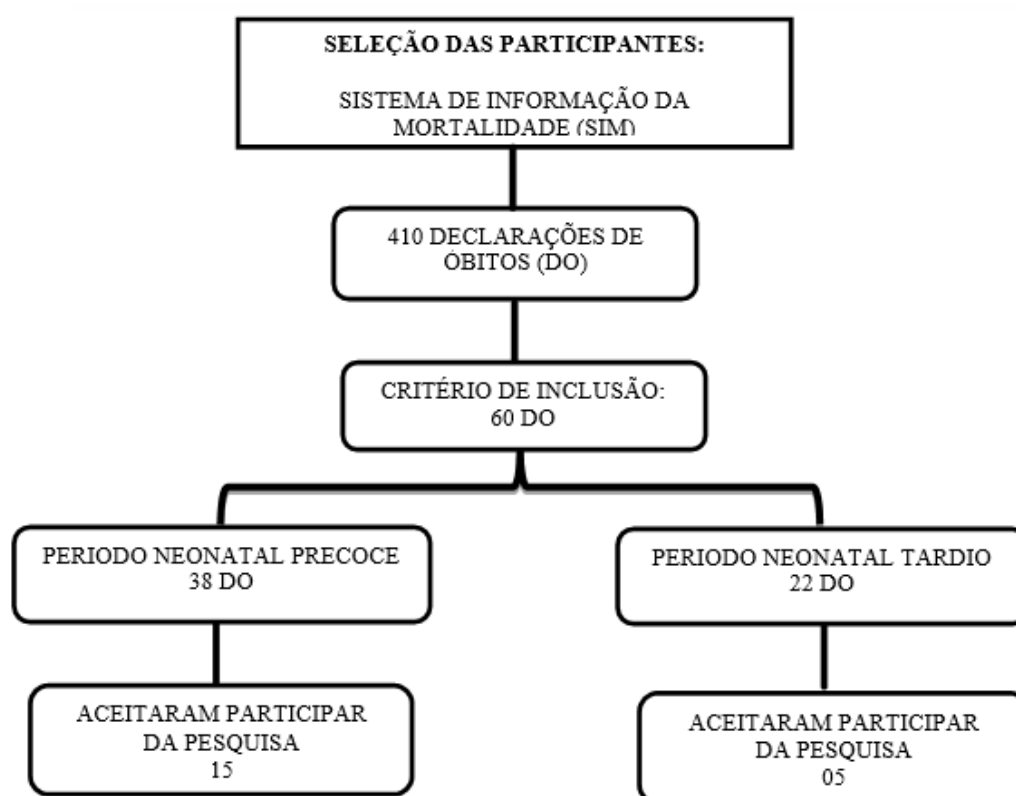 SELEÇÃO DAS PARTICIPANTES:
SISTEMA DE INFORMAÇÃO DA
MORTALIDADE (SIM)
410 DECLARAÇÕES DE
ÓBITOS (DO)
CRITÉRIO DE INCLUSÃO:
60 DO
PERIODO NEONATAL PRECOCE
38 DO
PERIODO NEONATAL TARDIO
22 DO
ACEITARAM PARTICIPAR
DA PESQUISA
15
ACEITARAM PARTICIPAR
DA PESQUISA
05